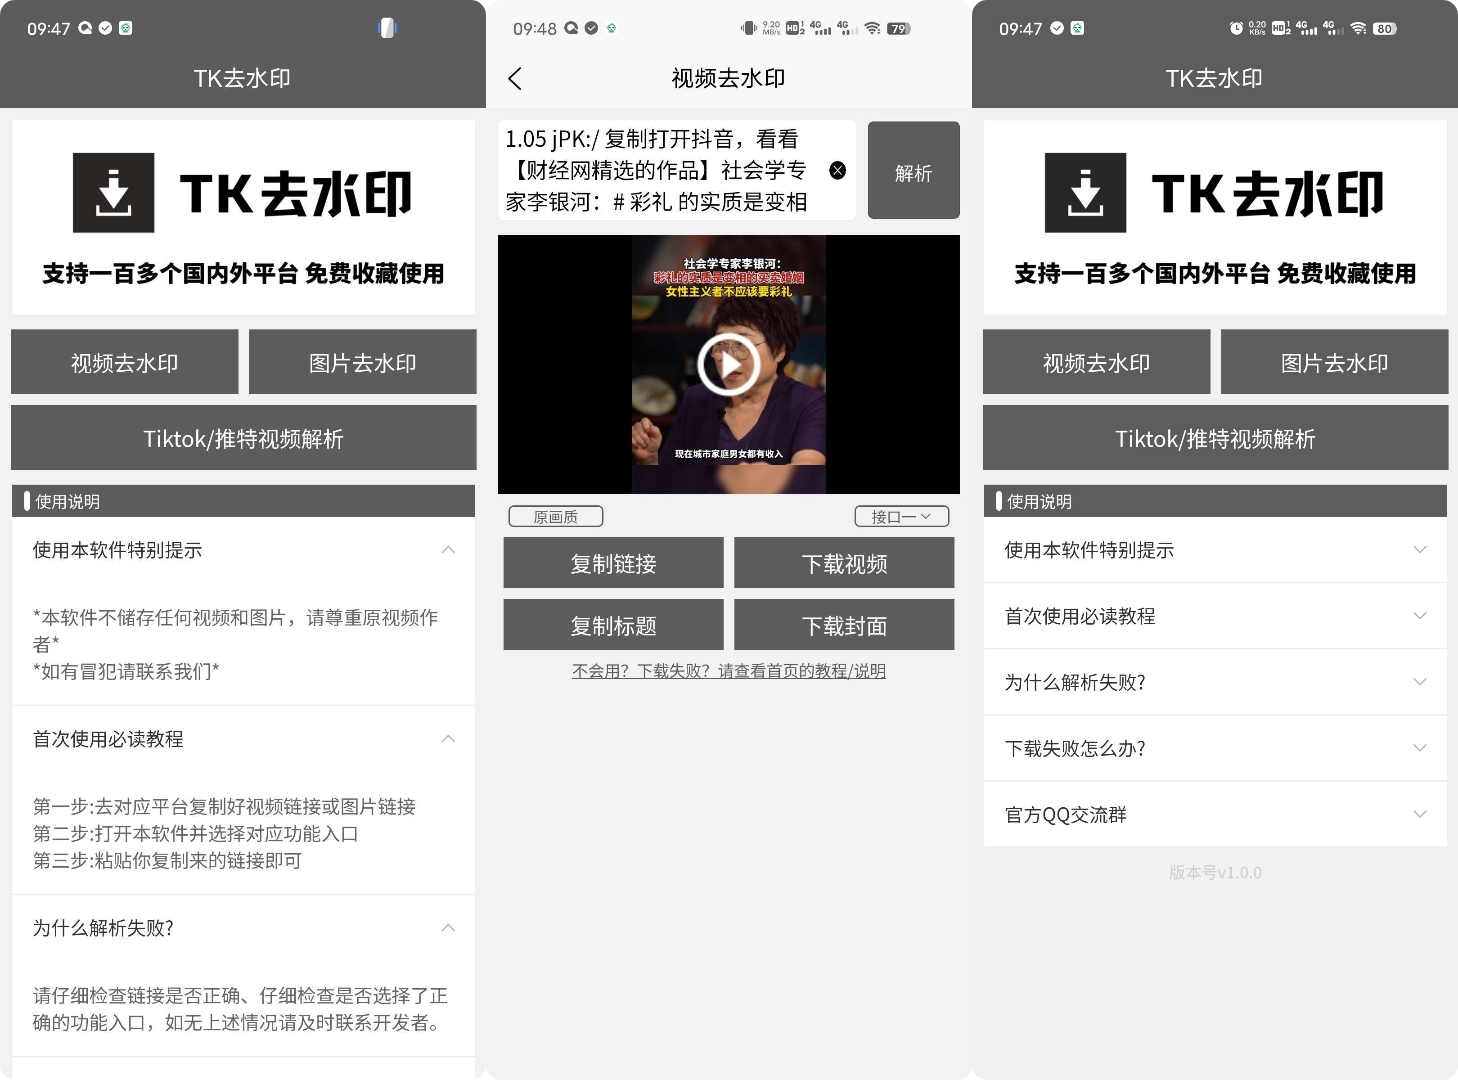 09:47
TK去水印
TK去水印
支持一百多个国内外平台 免费收藏使用
视频去水印
图片去水印
Tiktok/推特视频解析
使用说明
使用本软件特别提示
*本软件不储存任何视频和图片，请尊重原视频作
者*
*如有冒犯请联系我们*
首次使用必读教程
第一步:去对应平台复制好视频链接或图片链接
第二步:打开本软件并选择对应功能入口
第三步:粘贴你复制来的链接即可
为什么解析失败?
请仔细检查链接是否正确、仔细检查是否选择了正
确的功能入口，如无上述情况请及时联系开发者。
09:48
9.20
MB/s
HD 1 2
4G
4G
79
视频去水印
1.05 jPK:/ 复制打开抖音，看看
【财经网精选的作品】社会学专
家李银河：# 彩礼 的实质是变相
解析
社会学专家李银河：
彩礼的实质是变相的买卖婚姻
女性主义者不应该要彩礼
现在城市家庭男女都有收入
原画质
接口一
复制链接
下载视频
复制标题
下载封面
不会用？下载失败？请查看首页的教程/说明
09:47
0.20
KB/s
HD 1 2
4G
4G
80
TK去水印
TK去水印
支持一百多个国内外平台 免费收藏使用
视频去水印
图片去水印
Tiktok/推特视频解析
使用说明
使用本软件特别提示
首次使用必读教程
为什么解析失败?
下载失败怎么办?
官方QQ交流群
版本号v1.0.0